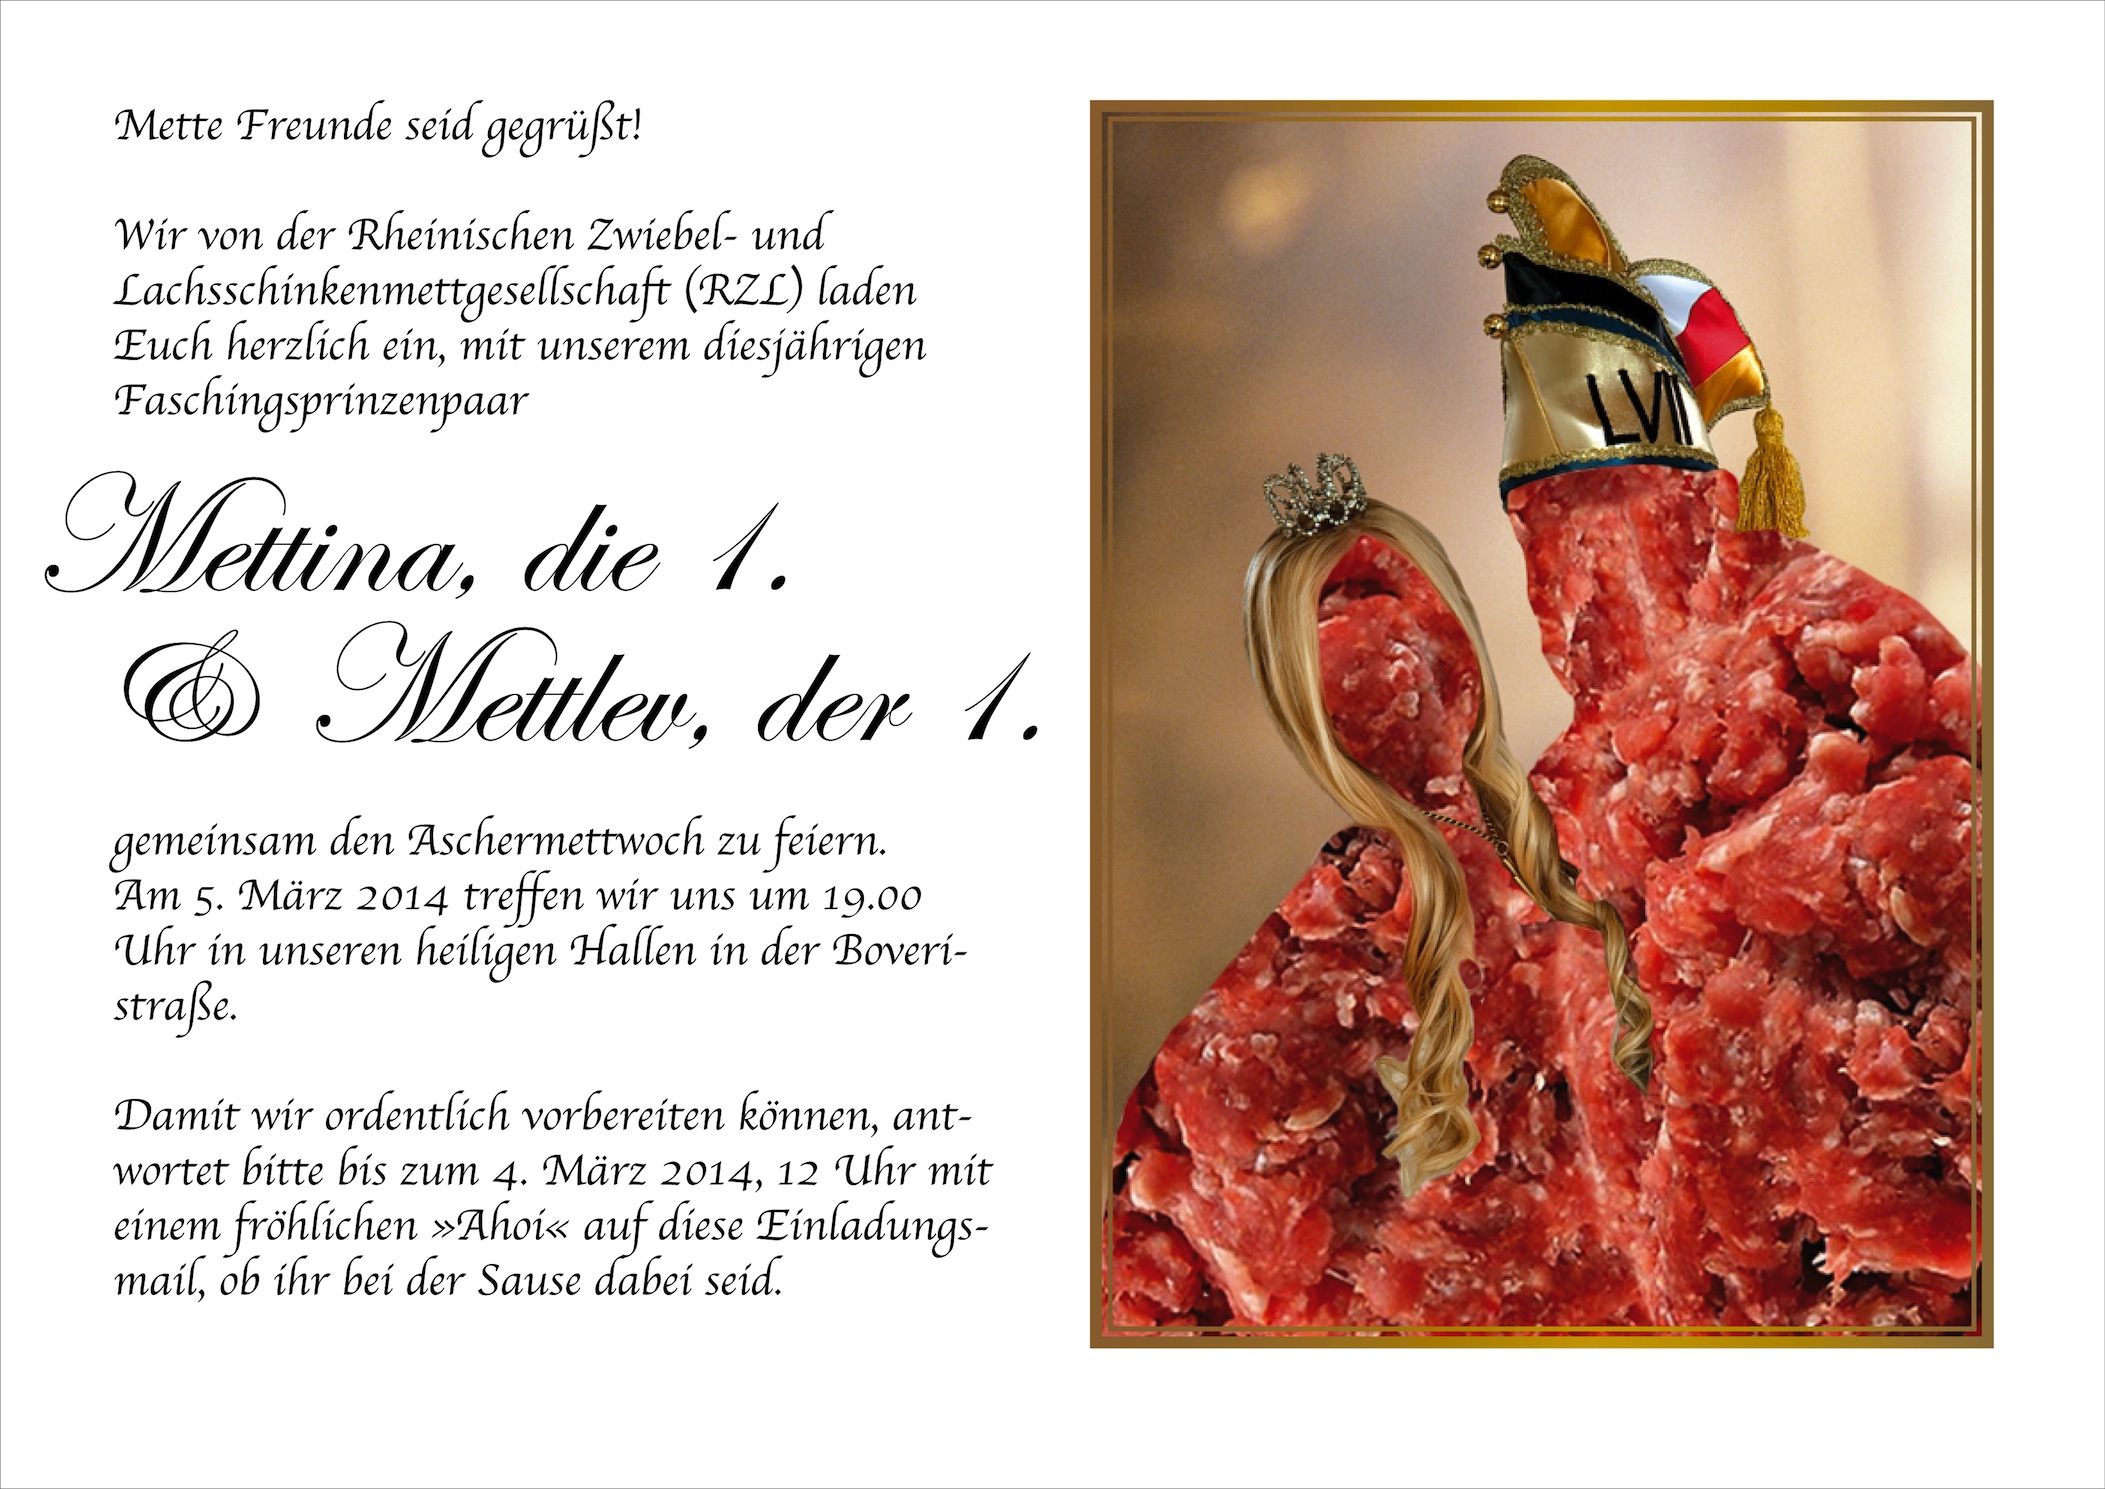 Mette Freunde seid gegrüßt!
Wir von der Rheinischen Zwiebel- und
Lachsschinkenmettgesellschaft (RZL) laden
Euch herzlich ein, mit unserem diesjährigen
Faschingsprinzenpaar
Mettina, die 1.
& Mettlev, der 1.
gemeinsam den Aschermettwoch zu feiern.
Am 5. März 2014 treffen wir uns um 19.00
Uhr in unseren heiligen Hallen in der Boveri-
straße.
Damit wir ordentlich vorbereiten können, ant-
wortet bitte bis zum 4. März 2014, 12 Uhr mit
einem fröhlichen »Ahoi« auf diese Einladungs-
mail, ob ihr bei der Sause dabei seid.
LVII